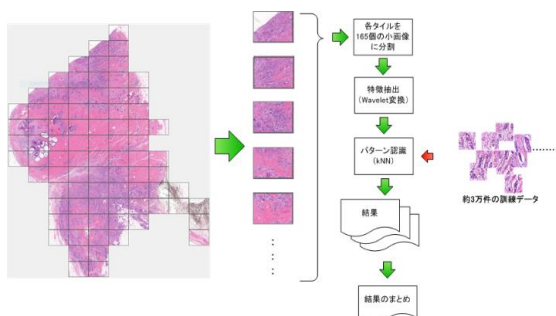 各タイルを
165個の小画像
に分割
特徴抽出
(Wavelet変換)
パターン認識
(kNN)
約3万件の訓練データ
結果
結果のまとめ